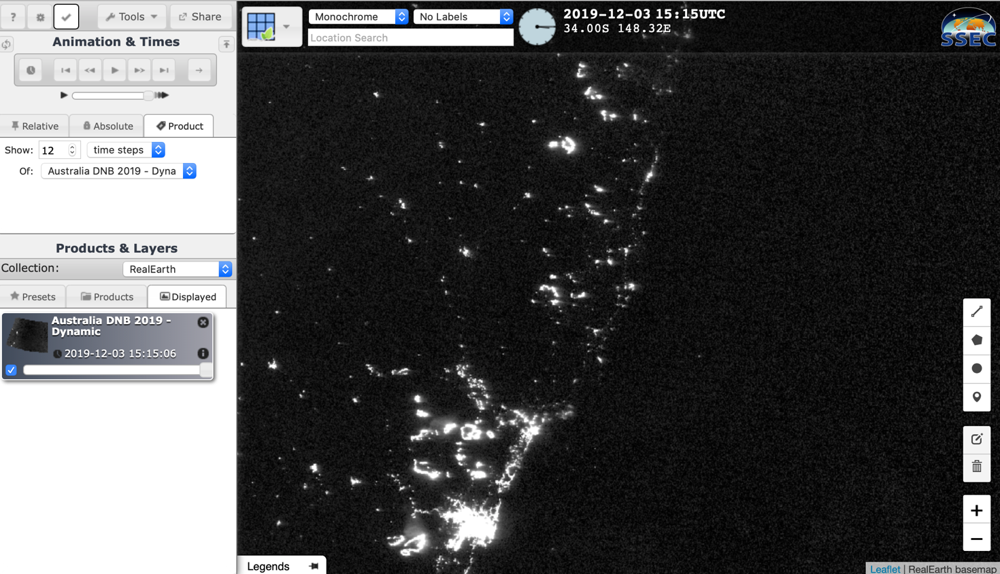 ? Tools Share
Animation & Times
Relative Absolute Product
Show: 12 time steps
Of: Australia DNB 2019 - Dyna
Products & Layers
Collection: RealEarth
Presets Products Displayed
Australia DNB 2019 -
Dynamic
2019-12-03 15:15:06
Monochrome No Labels
Location Search
2019-12-03 15:15UTC
34.00S 148.32E
SSEC
Legends
Leaflet | RealEarth basemap